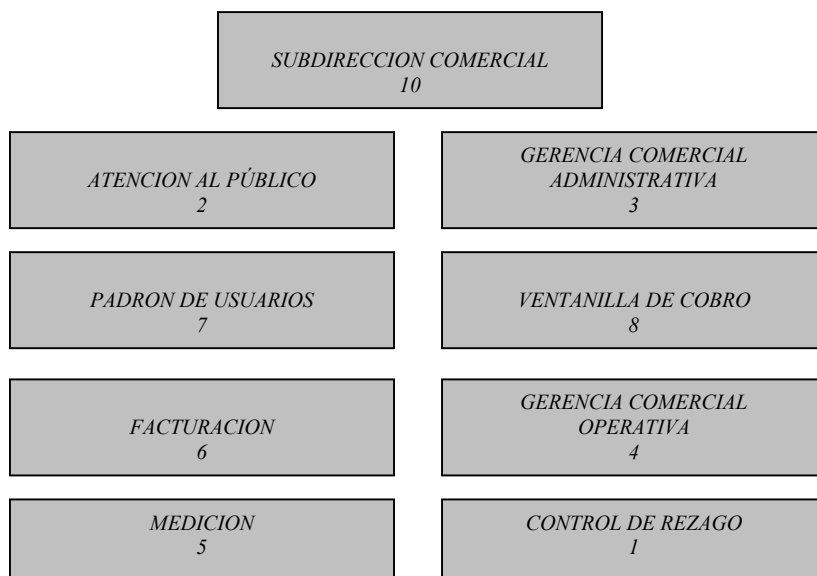 SUBDIRECCION COMERCIAL
10
ATENCION AL PÚBLICO
2
GERENCIA COMERCIAL
ADMINISTRATIVA
3
PADRON DE USUARIOS
7
VENTANILLA DE COBRO
8
FACTURACION
6
GERENCIA COMERCIAL
OPERATIVA
4
MEDICION
5
CONTROL DE REZAGO
1